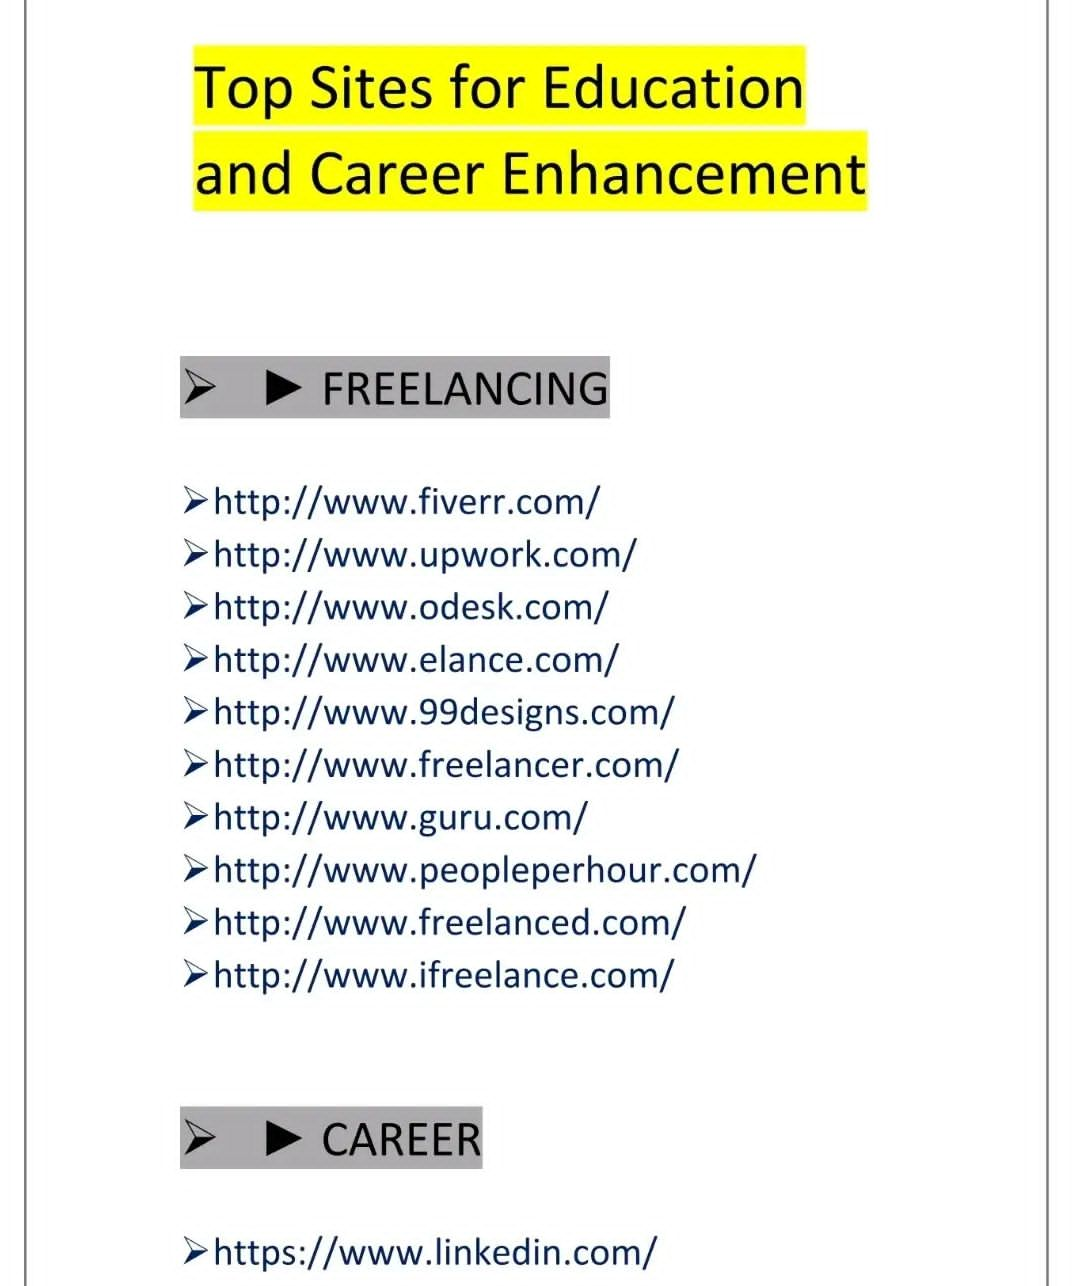 Top Sites for Education
and Career Enhancement
➢ ► FREELANCING
➢http://www.fiverr.com/
➢http://www.upwork.com/
➢http://www.odesk.com/
➢http://www.elance.com/
➢http://www.99designs.com/
➢http://www.freelancer.com/
➢http://www.guru.com/
➢http://www.peopleperhour.com/
➢http://www.freelanced.com/
➢http://www.ifreelance.com/
➢ ► CAREER
➢https://www.linkedin.com/